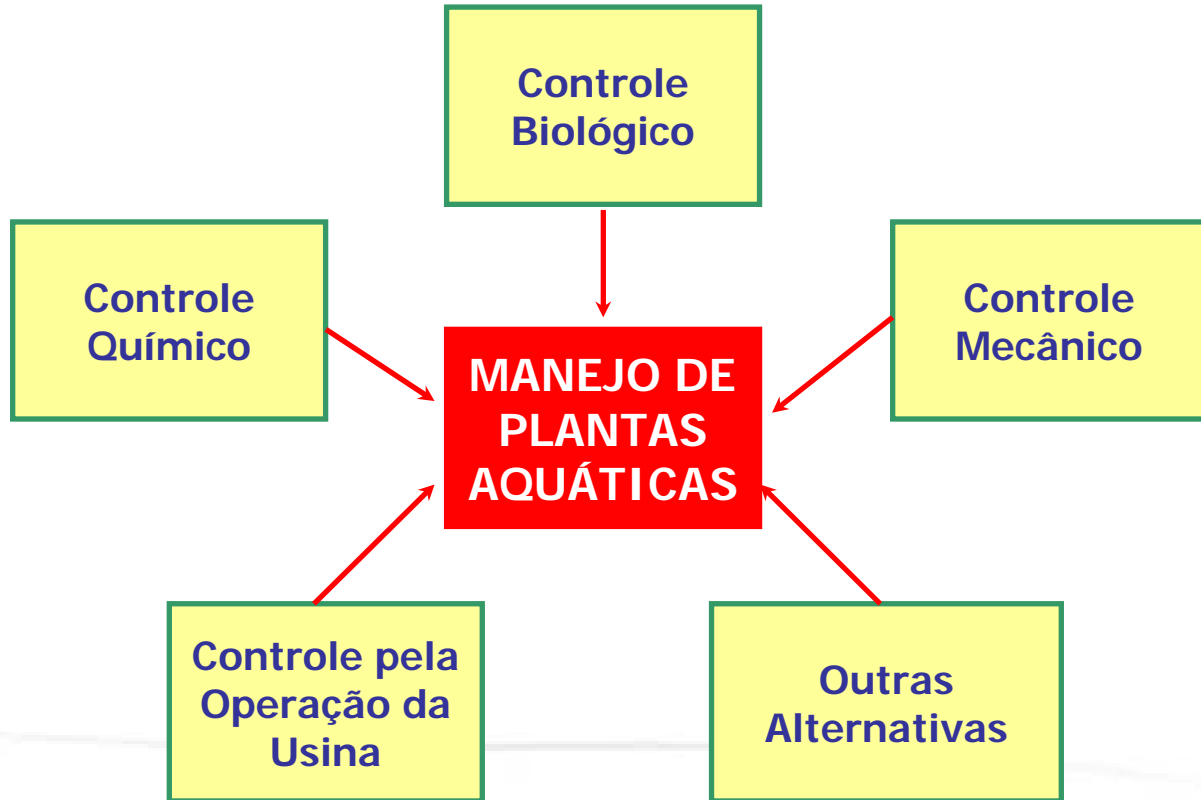 Controle
Biológico
Controle
Químico
Controle
Mecânico
MANEJO DE
PLANTAS
AQUÁTICAS
Controle pela
Operação da
Usina
Outras
Alternativas